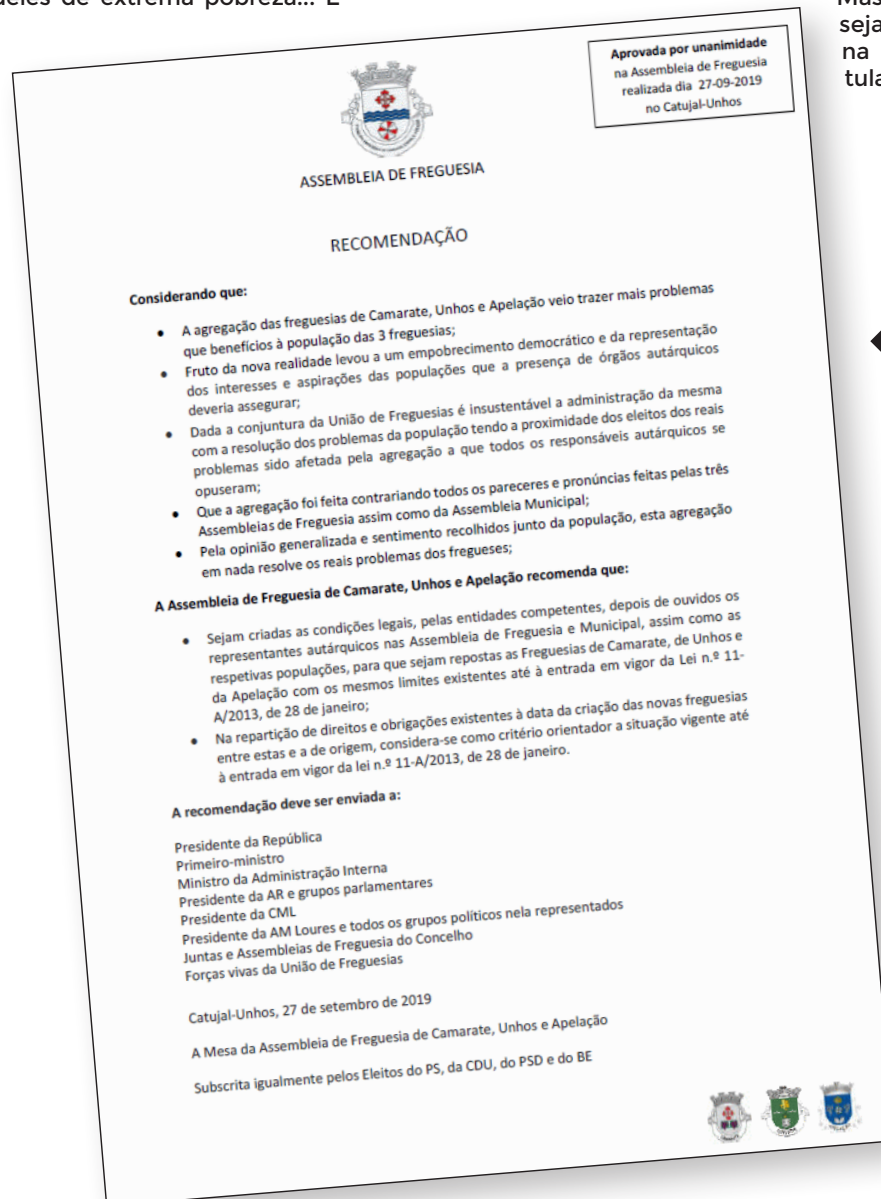 deles de extrema pobreza... E
Mas
seja
na
tula
Aprovada por unanimidade
na Assembleia de Freguesia
realizada dia 27-09-2019
no Catujal-Unhos
ASSEMBLEIA DE FREGUESIA
RECOMENDAÇÃO
Considerando que:
• A agregação das freguesias de Camarate, Unhos e Apelação veio trazer mais problemas
que benefícios à população das 3 freguesias;
• Fruto da nova realidade levou a um empobrecimento democrático e da representação
dos interesses e aspirações das populações que a presença de órgãos autárquicos
deveria assegurar;
• Dada a conjuntura da União de Freguesias é insustentável a administração da mesma
com a resolução dos problemas da população tendo a proximidade dos eleitos dos reais
problemas sido afetada pela agregação a que todos os responsáveis autárquicos se
opuseram;
• Que a agregação foi feita contrariando todos os pareceres e pronúncias feitas pelas três
Assembleias de Freguesia assim como da Assembleia Municipal;
• Pela opinião generalizada e sentimento recolhidos junto da população, esta agregação
em nada resolve os reais problemas dos fregueses;
A Assembleia de Freguesia de Camarate, Unhos e Apelação recomenda que:
• Sejam criadas as condições legais, pelas entidades competentes, depois de ouvidos os
representantes autárquicos nas Assembleia de Freguesia e Municipal, assim como as
respetivas populações, para que sejam repostas as Freguesias de Camarate, de Unhos e
da Apelação com os mesmos limites existentes até à entrada em vigor da Lei n.º 11-
A/2013, de 28 de janeiro;
• Na repartição de direitos e obrigações existentes à data da criação das novas freguesias
entre estas e a de origem, considera-se como critério orientador a situação vigente até
à entrada em vigor da lei n.º 11-A/2013, de 28 de janeiro.
A recomendação deve ser enviada a:
Presidente da República
Primeiro-ministro
Ministro da Administração Interna
Presidente da AR e grupos parlamentares
Presidente da CML
Presidente da AM Loures e todos os grupos políticos nela representados
Juntas e Assembleias de Freguesia do Concelho
Forças vivas da União de Freguesias
Catujal-Unhos, 27 de setembro de 2019
A Mesa da Assembleia de Freguesia de Camarate, Unhos e Apelação
Subscrita igualmente pelos Eleitos do PS, da CDU, do PSD e do BE